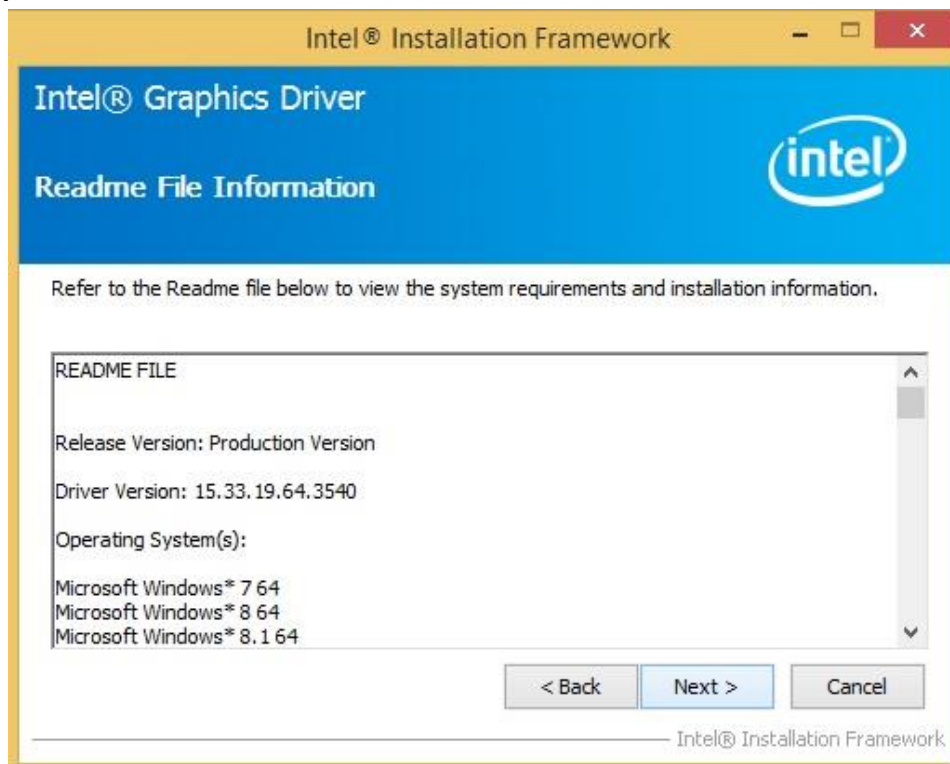 Intel® Installation Framework
Intel® Graphics Driver
intel
Readme File Information
Refer to the Readme file below to view the system requirements and installation information.
README FILE
Release Version: Production Version
Driver Version: 15.33.19.64.3540
Operating System(s):
Microsoft Windows* 7 64
Microsoft Windows* 8 64
Microsoft Windows* 8.1 64
< Back Next > Cancel
Intel® Installation Framework